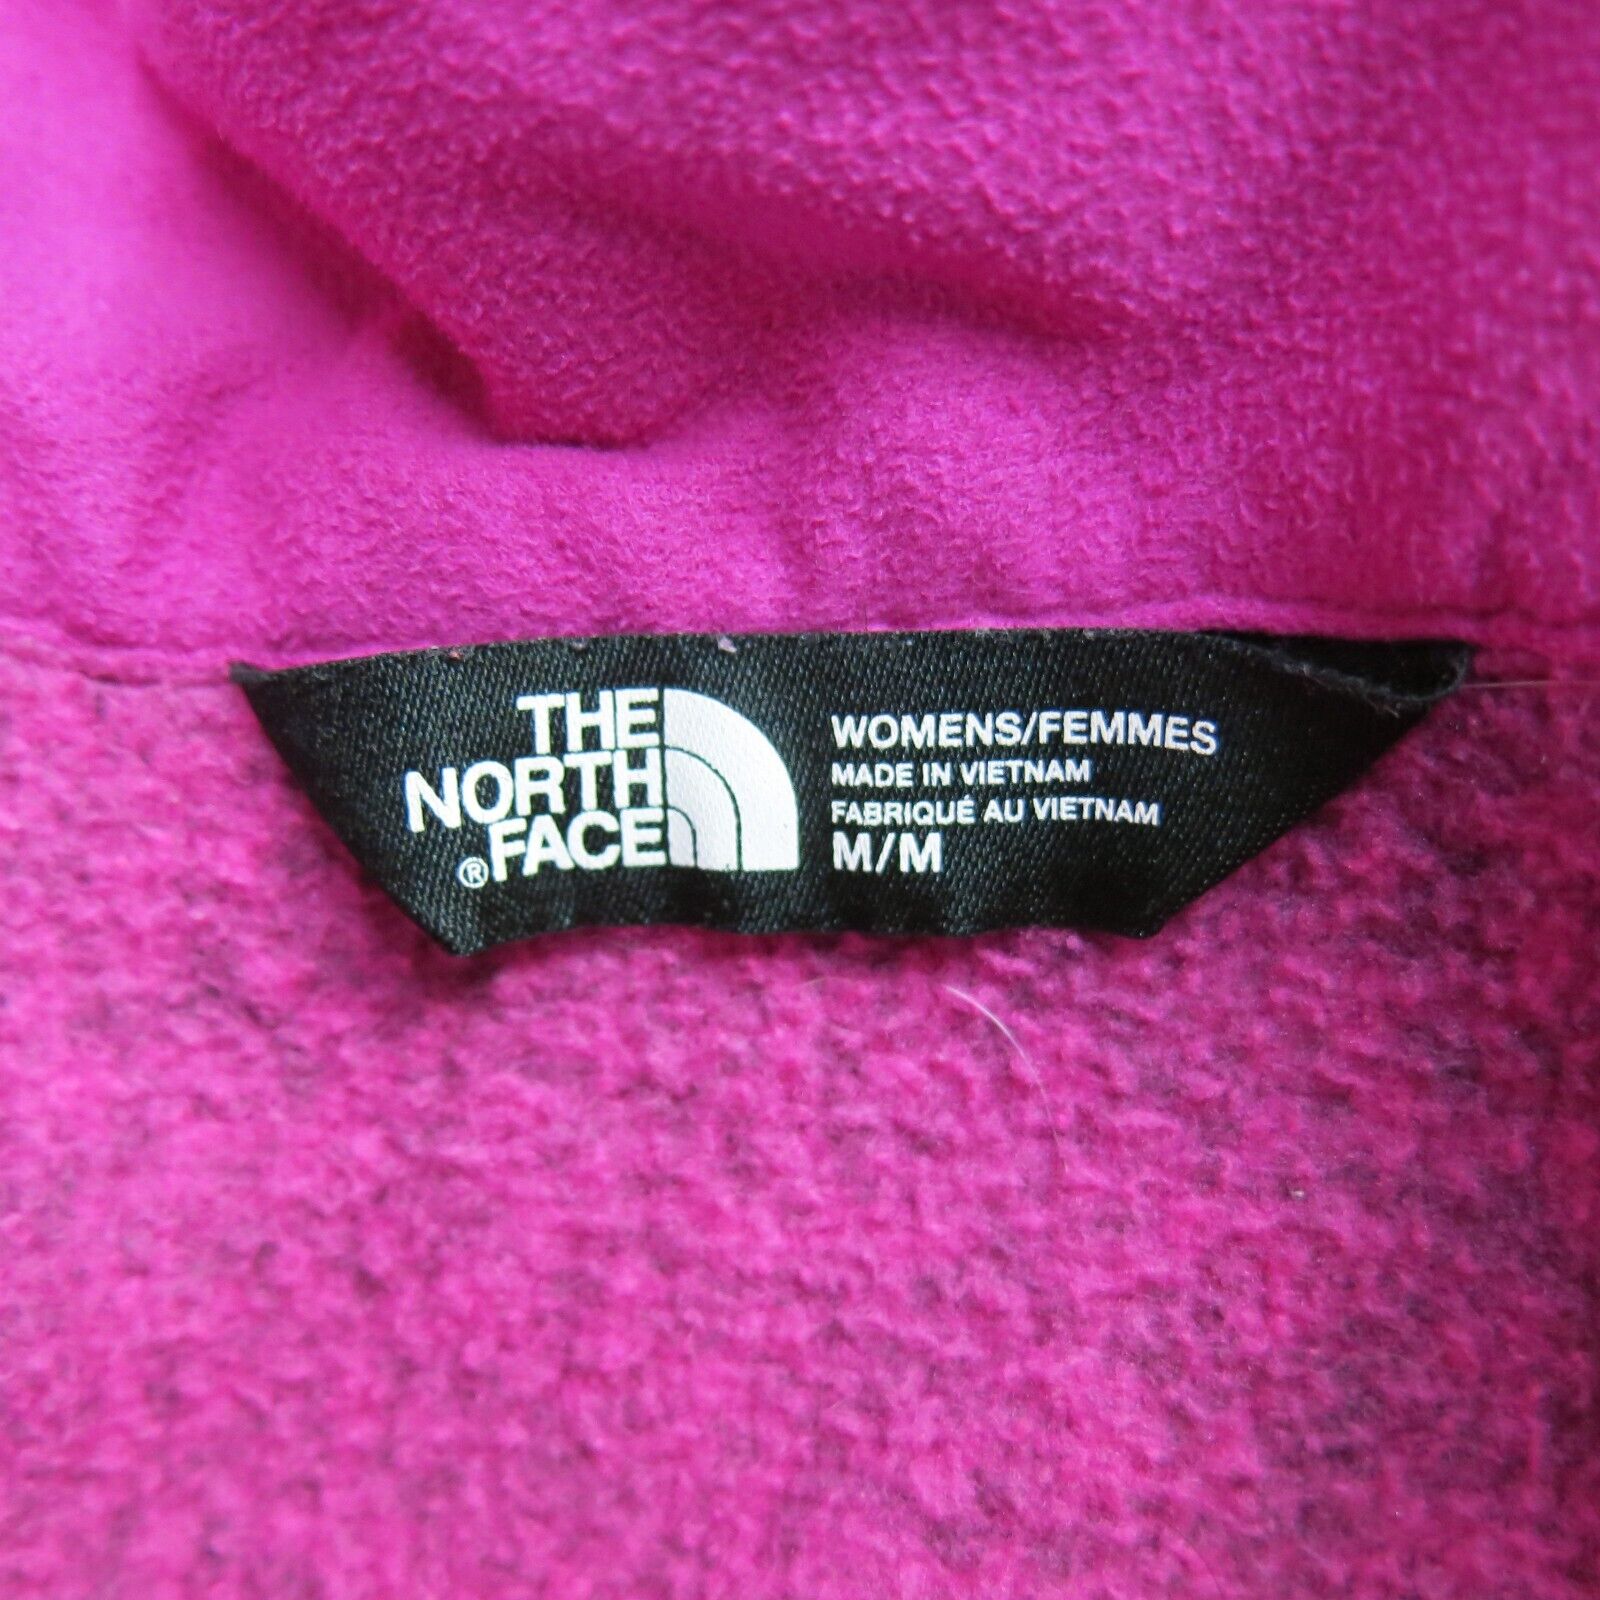 THE
NORTH
® FACE
WOMENS/FEMMES
MADE IN VIETNAM
FABRIQUÉ AU VIETNAM
M/M